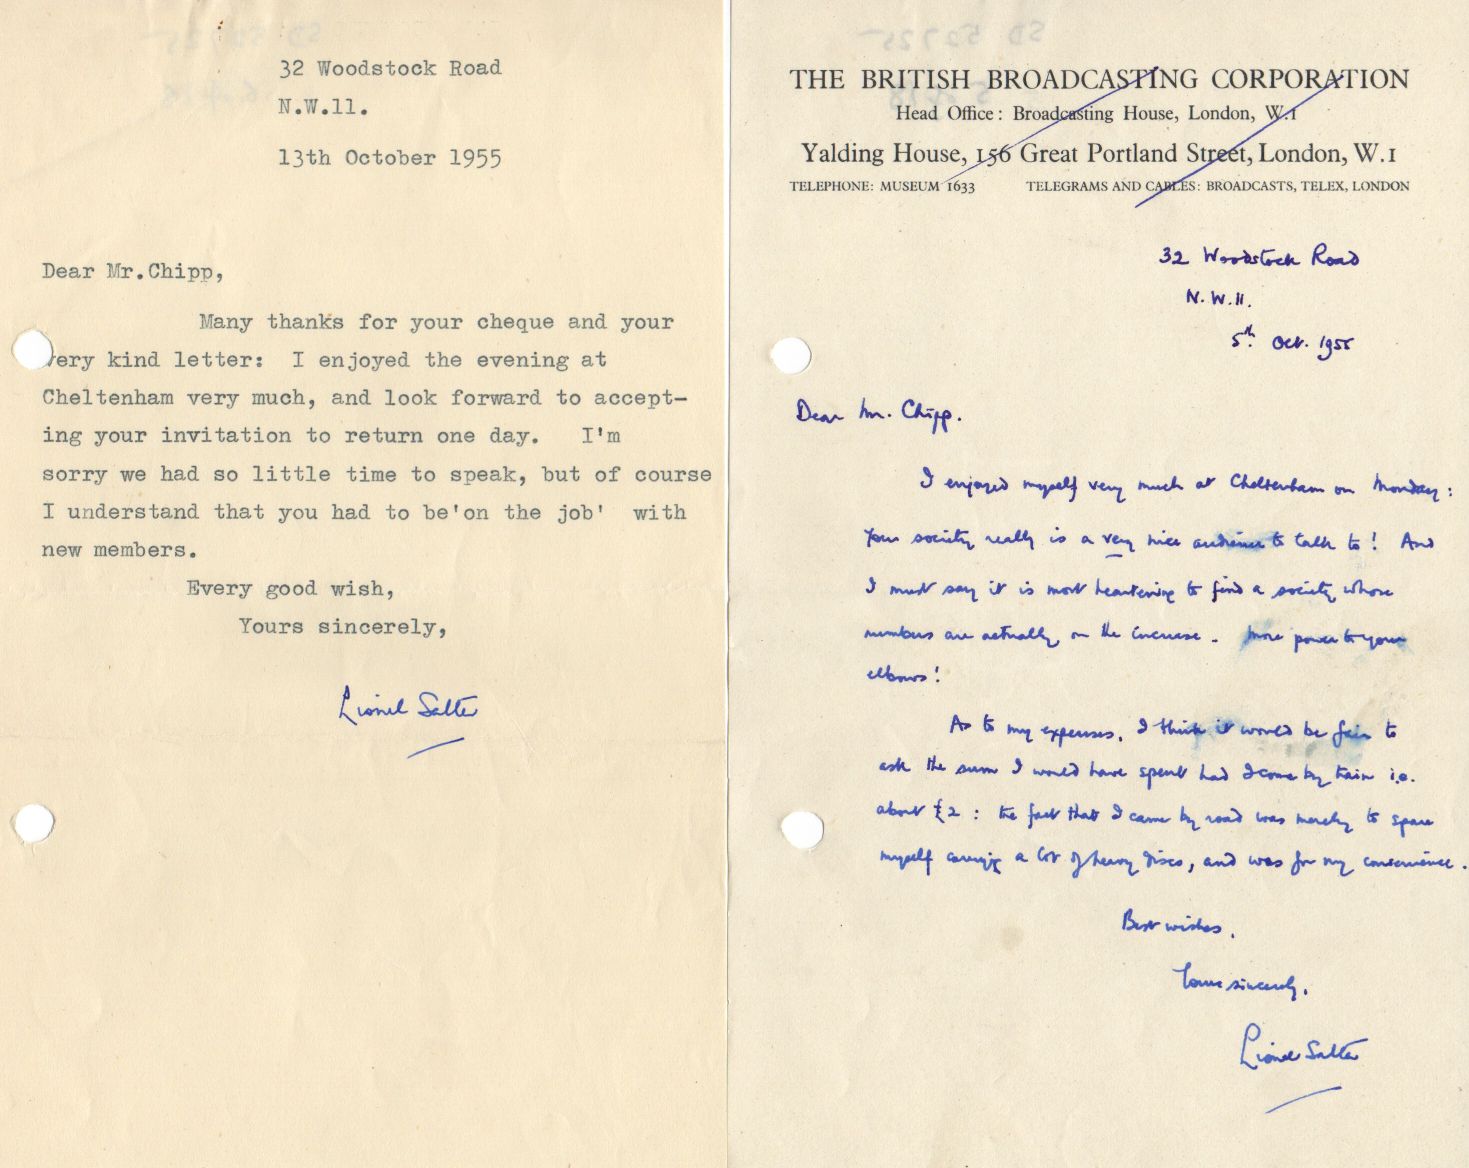 32 Woodstock Road
N.W.11.
13th October 1955
Dear Mr.Chipp,
Many thanks for your cheque and your
very kind letter: I enjoyed the evening at
Cheltenham very much, and look forward to accept-
ing your invitation to return one day. I'm
sorry we had so little time to speak, but of course
I understand that you had to be'on the job' with
new members.
Every good wish,
Yours sincerely,
Lionel Salter
THE BRITISH BROADCASTING CORPORATION
Head Office: Broadcasting House, London, W.1
Yalding House, 156 Great Portland Street, London, W.1
TELEPHONE: MUSEUM 1633 TELEGRAMS AND CABLES: BROADCASTS, TELEX, LONDON
32 Woodstock Road
N.W.11.
5th. Oct. 1955
Dear Mr. Chipp.
I enjoyed myself very much at Cheltenham on Monday:
your society really is a very nice audience to talk to! And
I must say it is most heartening to find a society whose
numbers are actually on the increase. More power to your
elbows!
As to my expenses, I think it would be fair to
ask the sum I would have spent had I come by train i.e.
about £2: the fact that I came by road was merely to spare
myself carrying a lot of heavy discs, and was for my convenience.
Best wishes.
Yours sincerely,
Lionel Salter